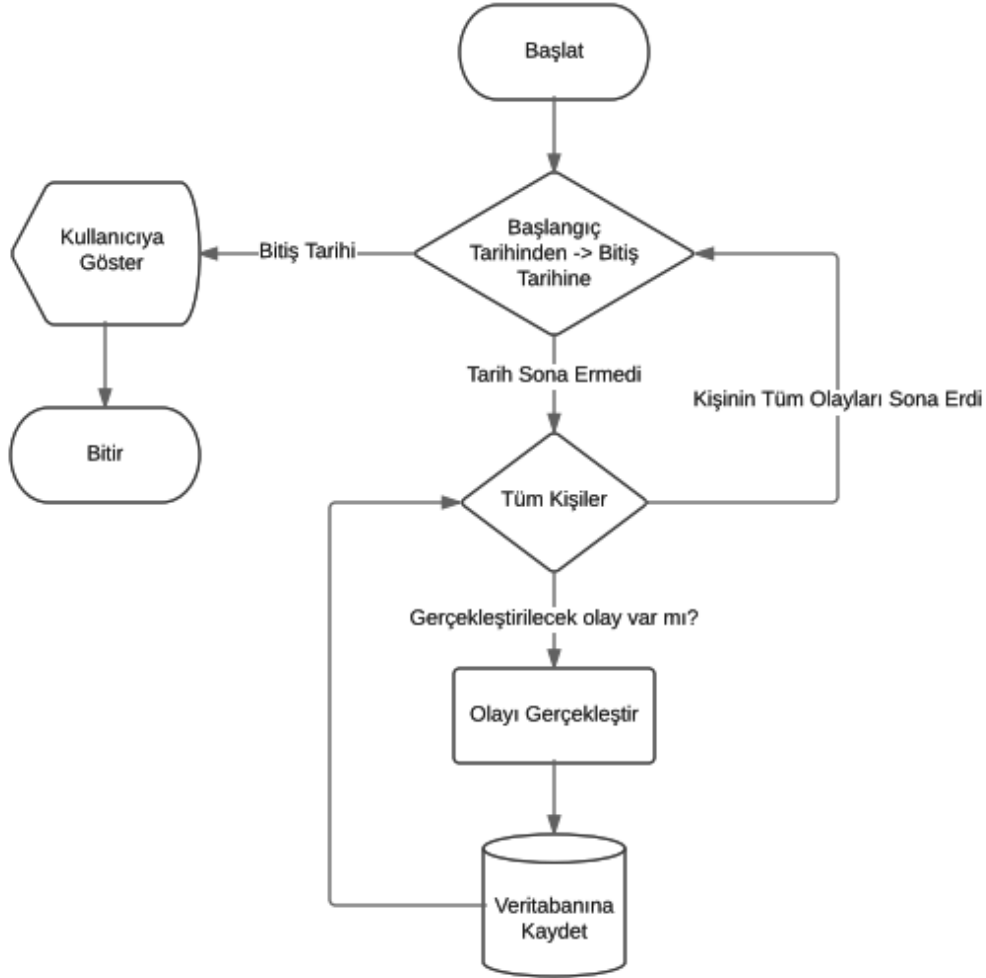 Başlat
Başlangıç
Tarihinden -> Bitiş
Tarihine
Bitiş Tarihi
Kullanıcıya
Göster
Bitir
Tarih Sona Ermedi
Kişinin Tüm Olayları Sona Erdi
Tüm Kişiler
Gerçekleştirilecek olay var mı?
Olayı Gerçekleştir
Veritabanına
Kaydet